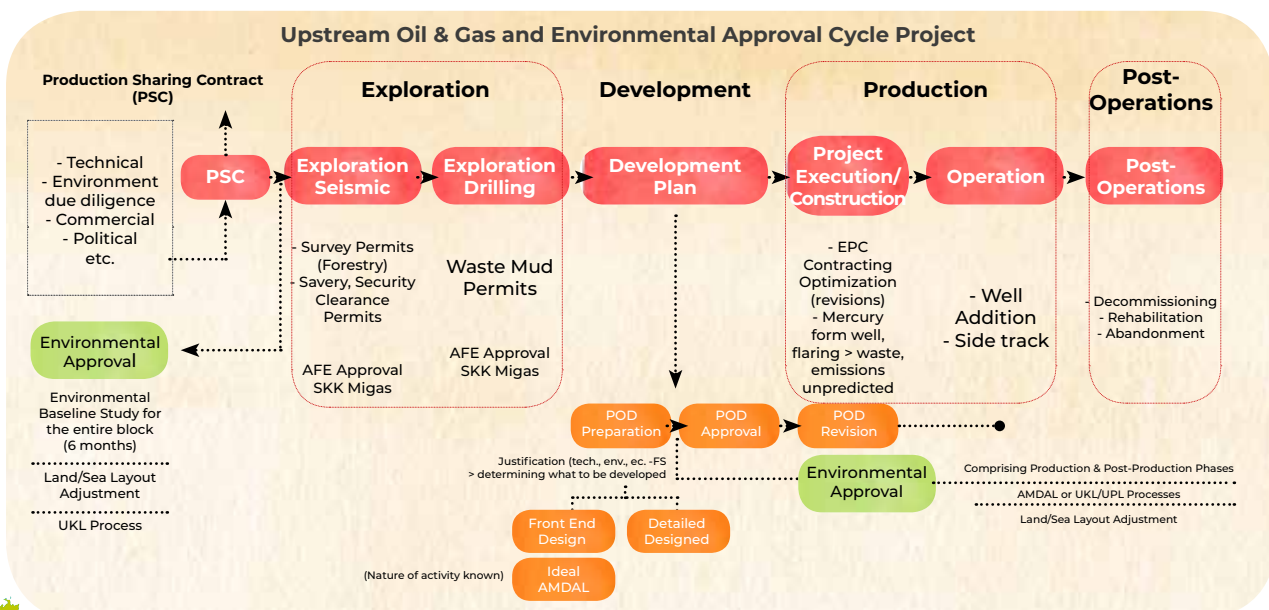 Upstream Oil & Gas and Environmental Approval Cycle Project
Production Sharing Contract
(PSC)
- Technical
- Environment
due diligence
- Commercial
- Political
etc.
PSC
Environmental
Approval
Environmental
Baseline Study for
the entire block
(6 months)
Land/Sea Layout
Adjustment
UKL Process
Exploration
Exploration
Seismic
- Survey Permits
(Forestry)
- Savery, Security
Clearance
Permits
AFE Approval
SKK Migas
Exploration
Drilling
Waste Mud
Permits
AFE Approval
SKK Migas
Development
Development
Plan
POD
Preparation
POD
Approval
POD
Revision
Justification (tech., env., ec. -FS
> determining what to be developed
Front End
Design
Detailed
Designed
(Nature of activity known)
Ideal
AMDAL
Environmental
Approval
Comprising Production & Post-Production Phases
AMDAL or UKL/UPL Processes
Land/Sea Layout Adjustment
Production
Project
Execution/
Construction
- EPC
Contracting
Optimization
(revisions)
- Mercury
form well,
flaring > waste,
emissions
unpredicted
Operation
- Well
Addition
- Side track
Post-
Operations
Post-
Operations
- Decommissioning
- Rehabilitation
- Abandonment